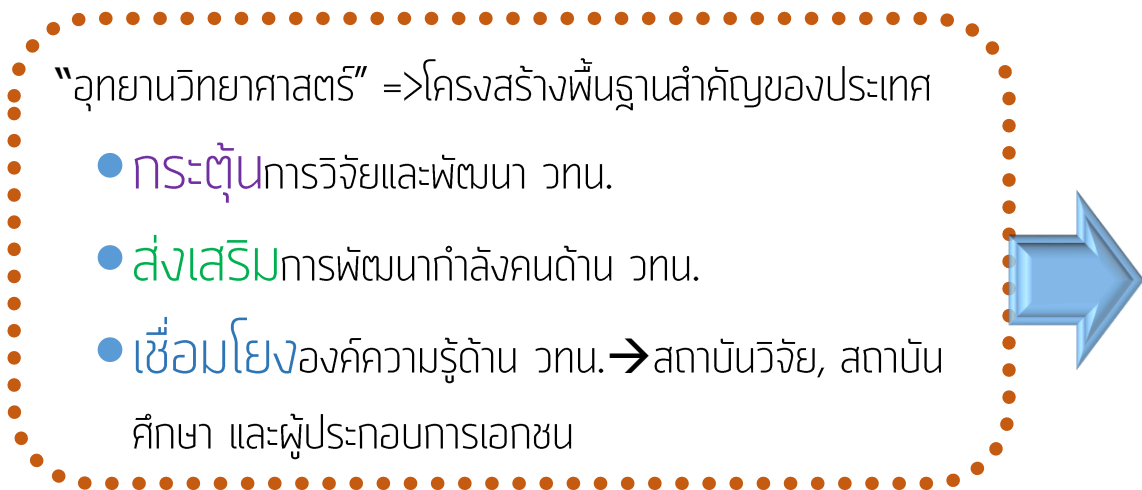 “อุทยานวิทยาศาสตร์” =>โครงสร้างพื้นฐานสำคัญของประเทศ
● กระตุ้นการวิจัยและพัฒนา วทน.
● ส่งเสริมการพัฒนากำลังคนด้าน วทน.
● เชื่อมโยงองค์ความรู้ด้าน วทน.→สถาบันวิจัย, สถาบัน
ศึกษา และผู้ประกอบการเอกชน